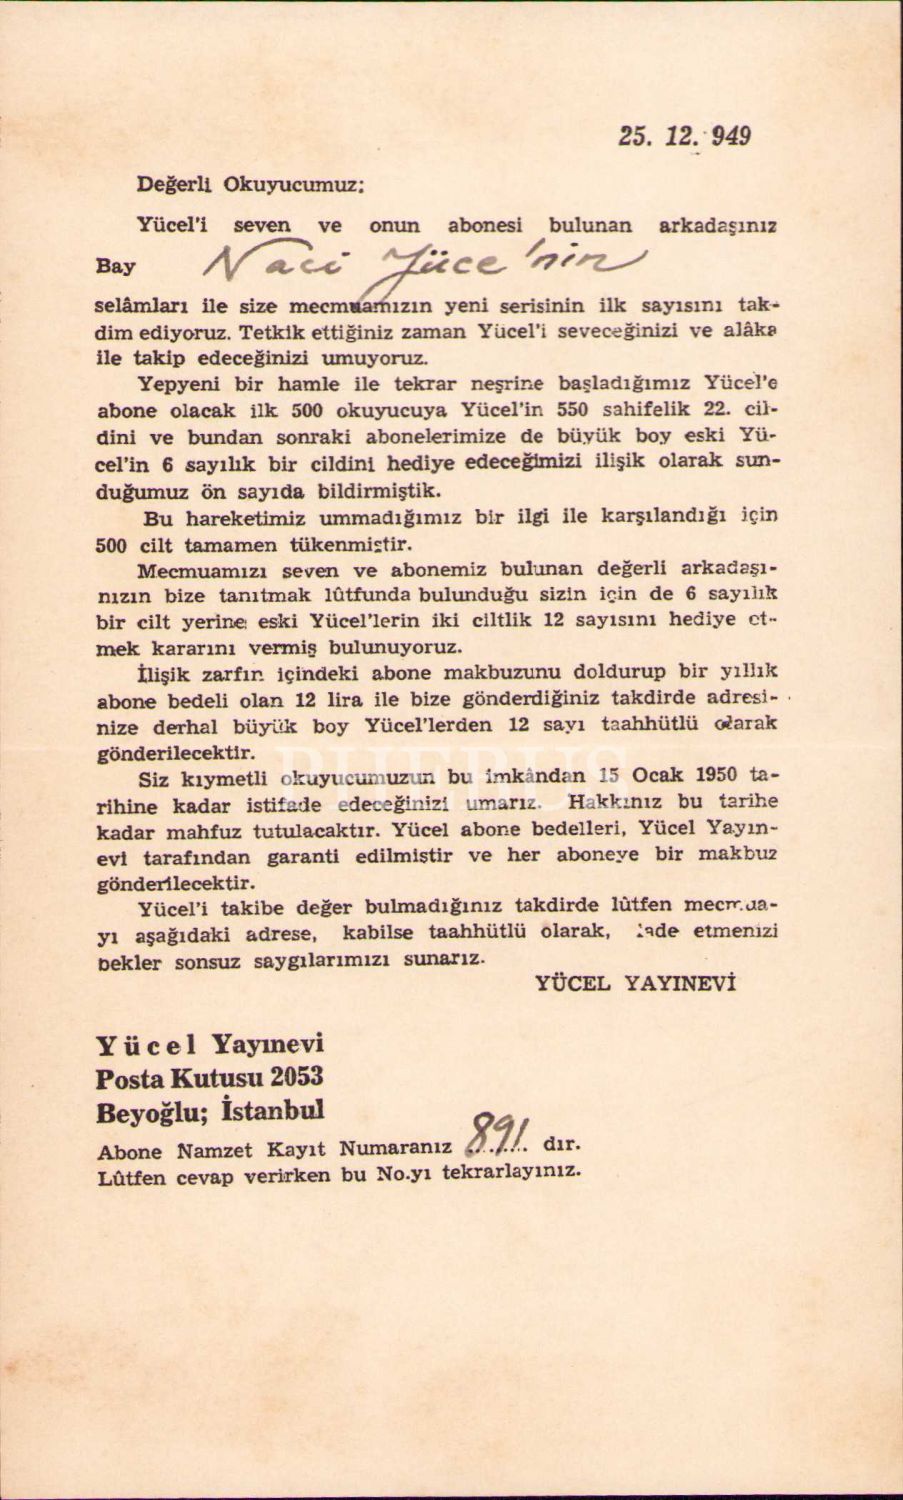 25. 12. 949
Değerli Okuyucumuz:
Yücel'i seven ve onun abonesi bulunan arkadaşınız
Bay Naci Yüce'nin
selâmları ile size mecmuamızın yeni serisinin ilk sayısını tak-
dim ediyoruz. Tetkik ettiğiniz zaman Yücel'i seveceğinizi ve alâka
ile takip edeceğinizi umuyoruz.
Yepyeni bir hamle ile tekrar neşrine başladığımız Yücel'e
abone olacak ilk 500 okuyucuya Yücel'in 550 sahifelik 22. cil-
dini ve bundan sonraki abonelerimize de büyük boy eski Yü-
cel'in 6 sayılık bir cildini hediye edeceğimizi ilişik olarak sun-
duğumuz ön sayıda bildirmiştik.
Bu hareketimiz ummadığımız bir ilgi ile karşılandığı için
500 cilt tamamen tükenmiştir.
Mecmuamızı seven ve abonemiz bulunan değerli arkadaşı-
nızın bize tanıtmak lûtfunda bulunduğu sizin için de 6 sayılık
bir cilt yerine eski Yücel'lerin iki ciltlik 12 sayısını hediye et-
mek kararını vermiş bulunuyoruz.
İlişik zarfın içindeki abone makbuzunu doldurup bir yıllık
abone bedeli olan 12 lira ile bize gönderdiğiniz takdirde adresi-
nize derhal büyük boy Yücel'lerden 12 sayı taahhütlü olarak
gönderilecektir.
PHEBUS
Siz kıymetli okuyucumuzun bu imkândan 15 Ocak 1950 ta-
rihine kadar istifade edeceğinizi umarız. Hakkınız bu tarihe
kadar mahfuz tutulacaktır. Yücel abone bedelleri, Yücel Yayın-
evi tarafından garanti edilmiştir ve her aboneye bir makbuz
gönderilecektir.
Yücel'i takibe değer bulmadığınız takdirde lûtfen mecmua-
yı aşağıdaki adrese, kabilse taahhütlü olarak, iade etmenizi
bekler sonsuz saygılarımızı sunarız.
YÜCEL YAYINEVİ
Yücel Yayınevi
Posta Kutusu 2053
Beyoğlu; İstanbul
Abone Namzet Kayıt Numaranız 891 dır.
Lûtfen cevap verirken bu No.yı tekrarlayınız.